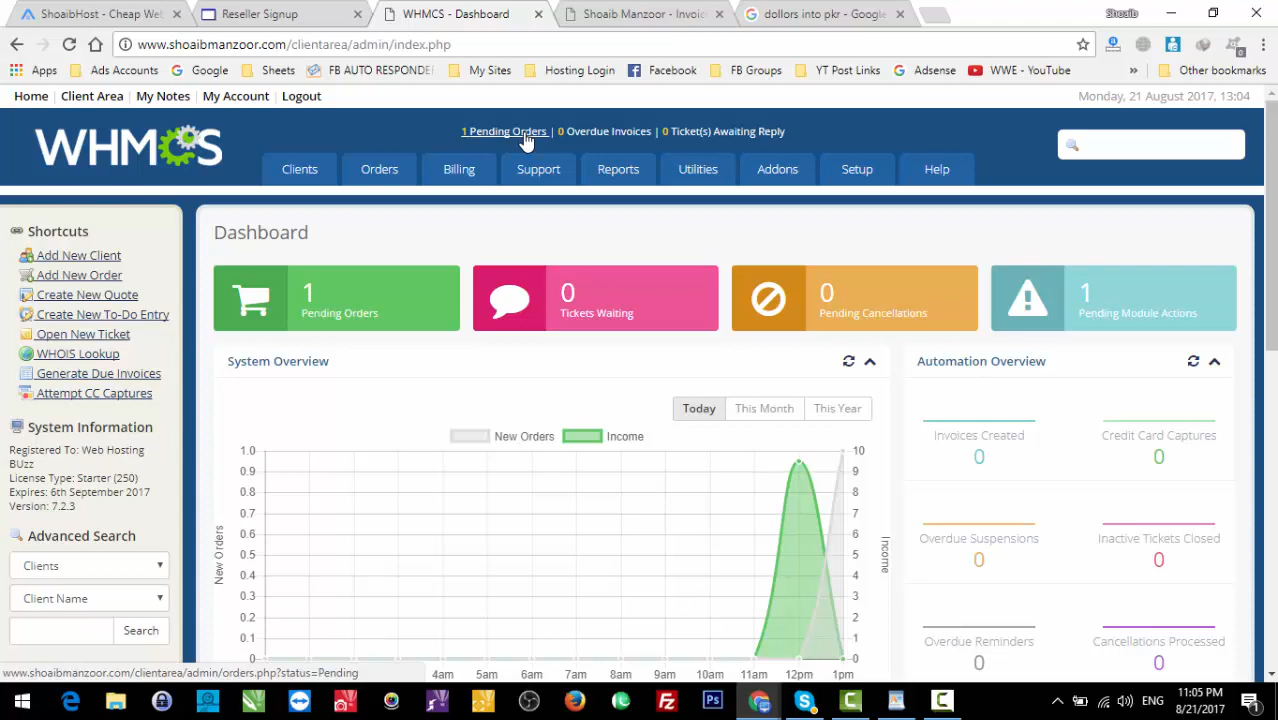 ShoaibHost - Cheap Web
Reseller Signup
WHMCS - Dashboard
Shoaib Manzoor - Invoic
dollors into pkr - Google
Shoaib
www.shoaibmanzoor.com/clientarea/admin/index.php
Apps Ads Accounts Google Sheets FB AUTO RESPONDER My Sites Hosting Login Facebook FB Groups YT Post Links Adsense WWE - YouTube » Other bookmarks
Home Client Area My Notes My Account Logout Monday, 21 August 2017, 13:04
WHMCS
1 Pending Orders | 0 Overdue Invoices | 0 Ticket(s) Awaiting Reply
Clients Orders Billing Support Reports Utilities Addons Setup Help
Shortcuts
Add New Client
Add New Order
Create New Quote
Create New To-Do Entry
Open New Ticket
WHOIS Lookup
Generate Due Invoices
Attempt CC Captures
System Information
Registered To: Web Hosting
BUzz
License Type: Starter (250)
Expires: 6th September 2017
Version: 7.2.3
Advanced Search
Clients
Client Name
Search
Dashboard
1
Pending Orders
0
Tickets Waiting
0
Pending Cancellations
1
Pending Module Actions
System Overview
Today This Month This Year
New Orders Income
1.0 10
0.9 9
0.8 8
0.7 7
0.6 6
0.5 5
0.4 4
0.3 3
0.2 2
0.1 1
0 0
New Orders
Income
4am 5am 6am 7am 8am 9am 10am 11am 12pm 1pm
Automation Overview
Invoices Created
0
Credit Card Captures
0
Overdue Suspensions
0
Inactive Tickets Closed
0
Overdue Reminders
0
Cancellations Processed
0
www.shoaibmanzoor.com/clientarea/admin/orders.php?status=Pending
Ps
ENG
11:05 PM
8/21/2017